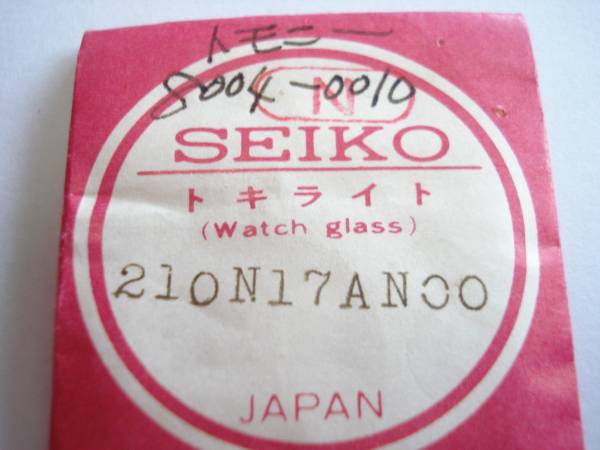 トモニー
8004-0010
N
SEIKO
トキライト
(Watch glass)
210N17AN00
JAPAN